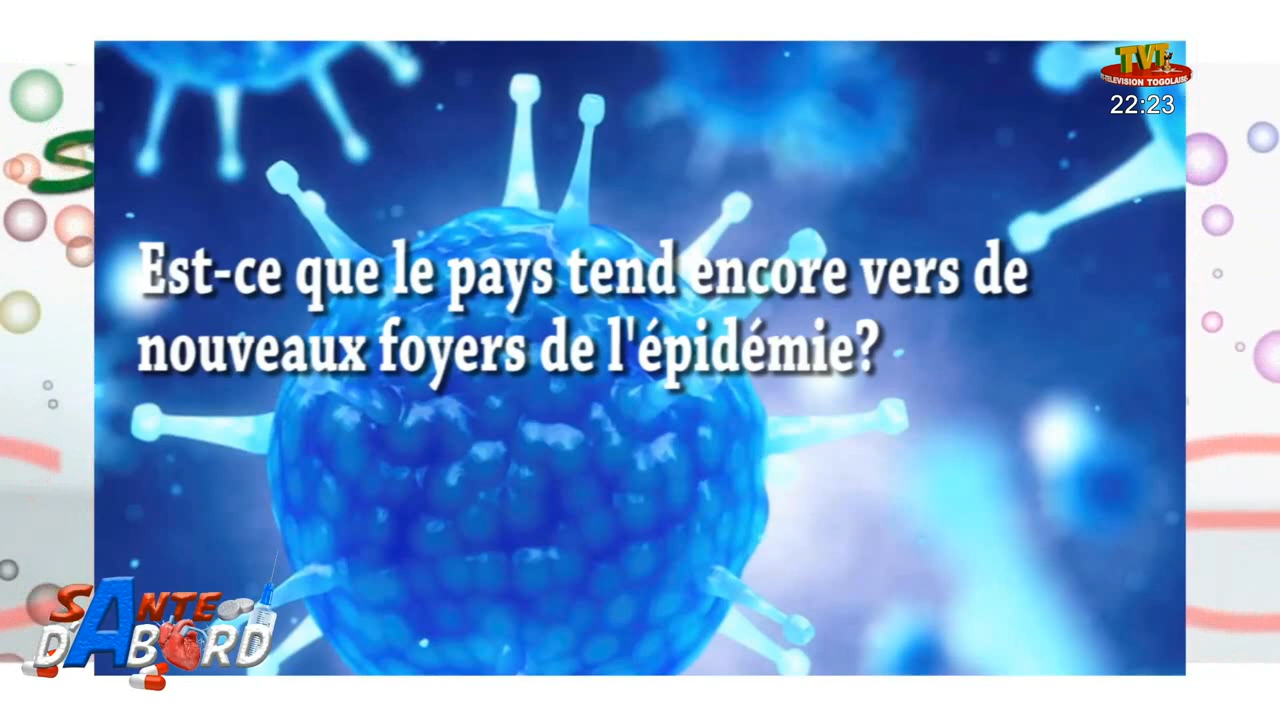 TVT
TELEVISION TOGOLAISE
22:23
Est-ce que le pays tend encore vers de
nouveaux foyers de l'épidémie?
SANTE
D'ABORD